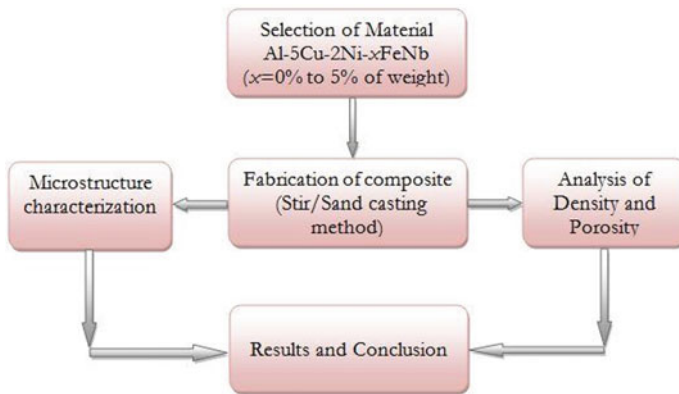 Selection of Material
Al-5Cu-2Ni-xFeNb
(x=0% to 5% of weight)
Microstructure
characterization
Fabrication of composite
(Stir/Sand casting
method)
Analysis of
Density and
Porosity
Results and Conclusion